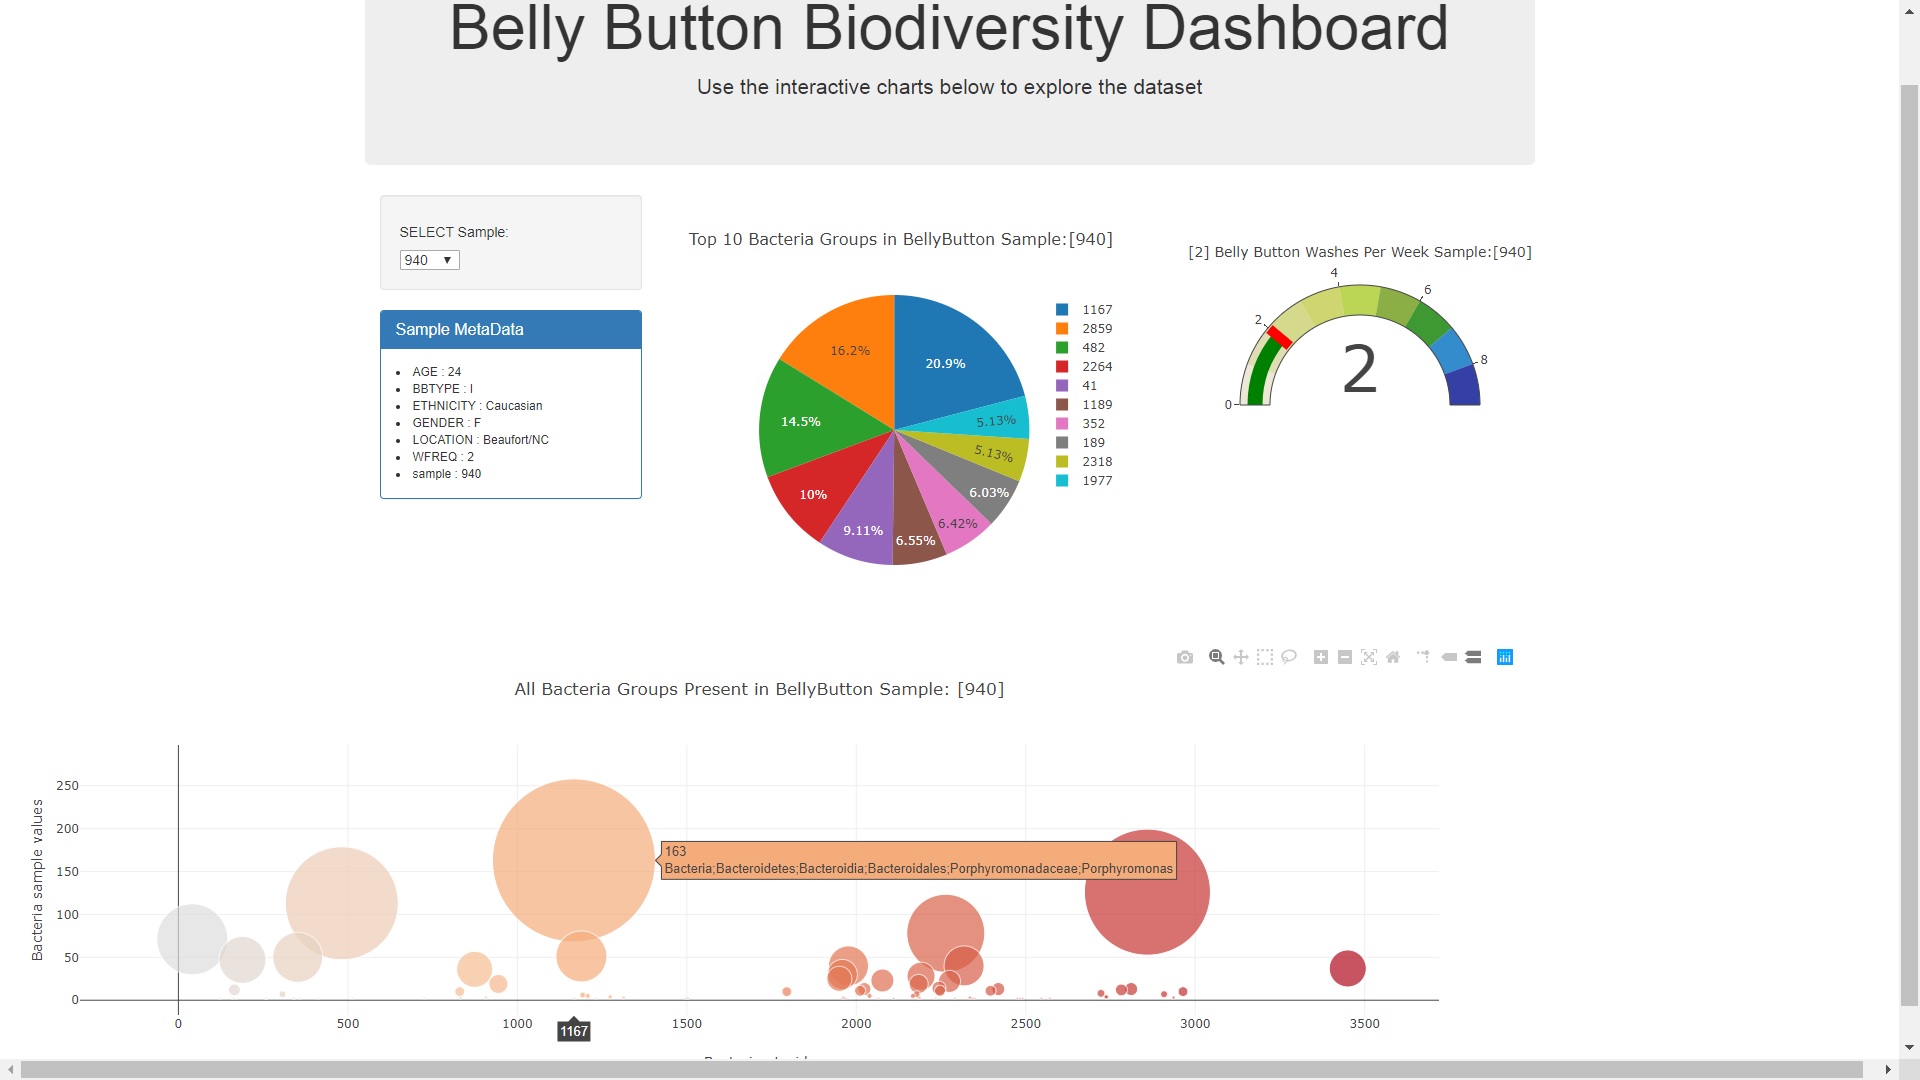 Belly Button Biodiversity Dashboard
Use the interactive charts below to explore the dataset
SELECT Sample:
940
Sample MetaData
AGE : 24
BBTYPE : I
ETHNICITY : Caucasian
GENDER : F
LOCATION : Beaufort/NC
WFREQ : 2
sample : 940
Top 10 Bacteria Groups in BellyButton Sample:[940]
20.9%
16.2%
14.5%
10%
9.11%
6.55%
6.42%
6.03%
5.13%
5.13%
1167
2859
482
2264
41
1189
352
189
2318
1977
[2] Belly Button Washes Per Week Sample:[940]
0
2
4
6
8
2
All Bacteria Groups Present in BellyButton Sample: [940]
Bacteria sample values
250
200
150
100
50
0
163
Bacteria;Bacteroidetes;Bacteroidia;Bacteroidales;Porphyromonadaceae;Porphyromonas
0
500
1000
1167
1500
2000
2500
3000
3500